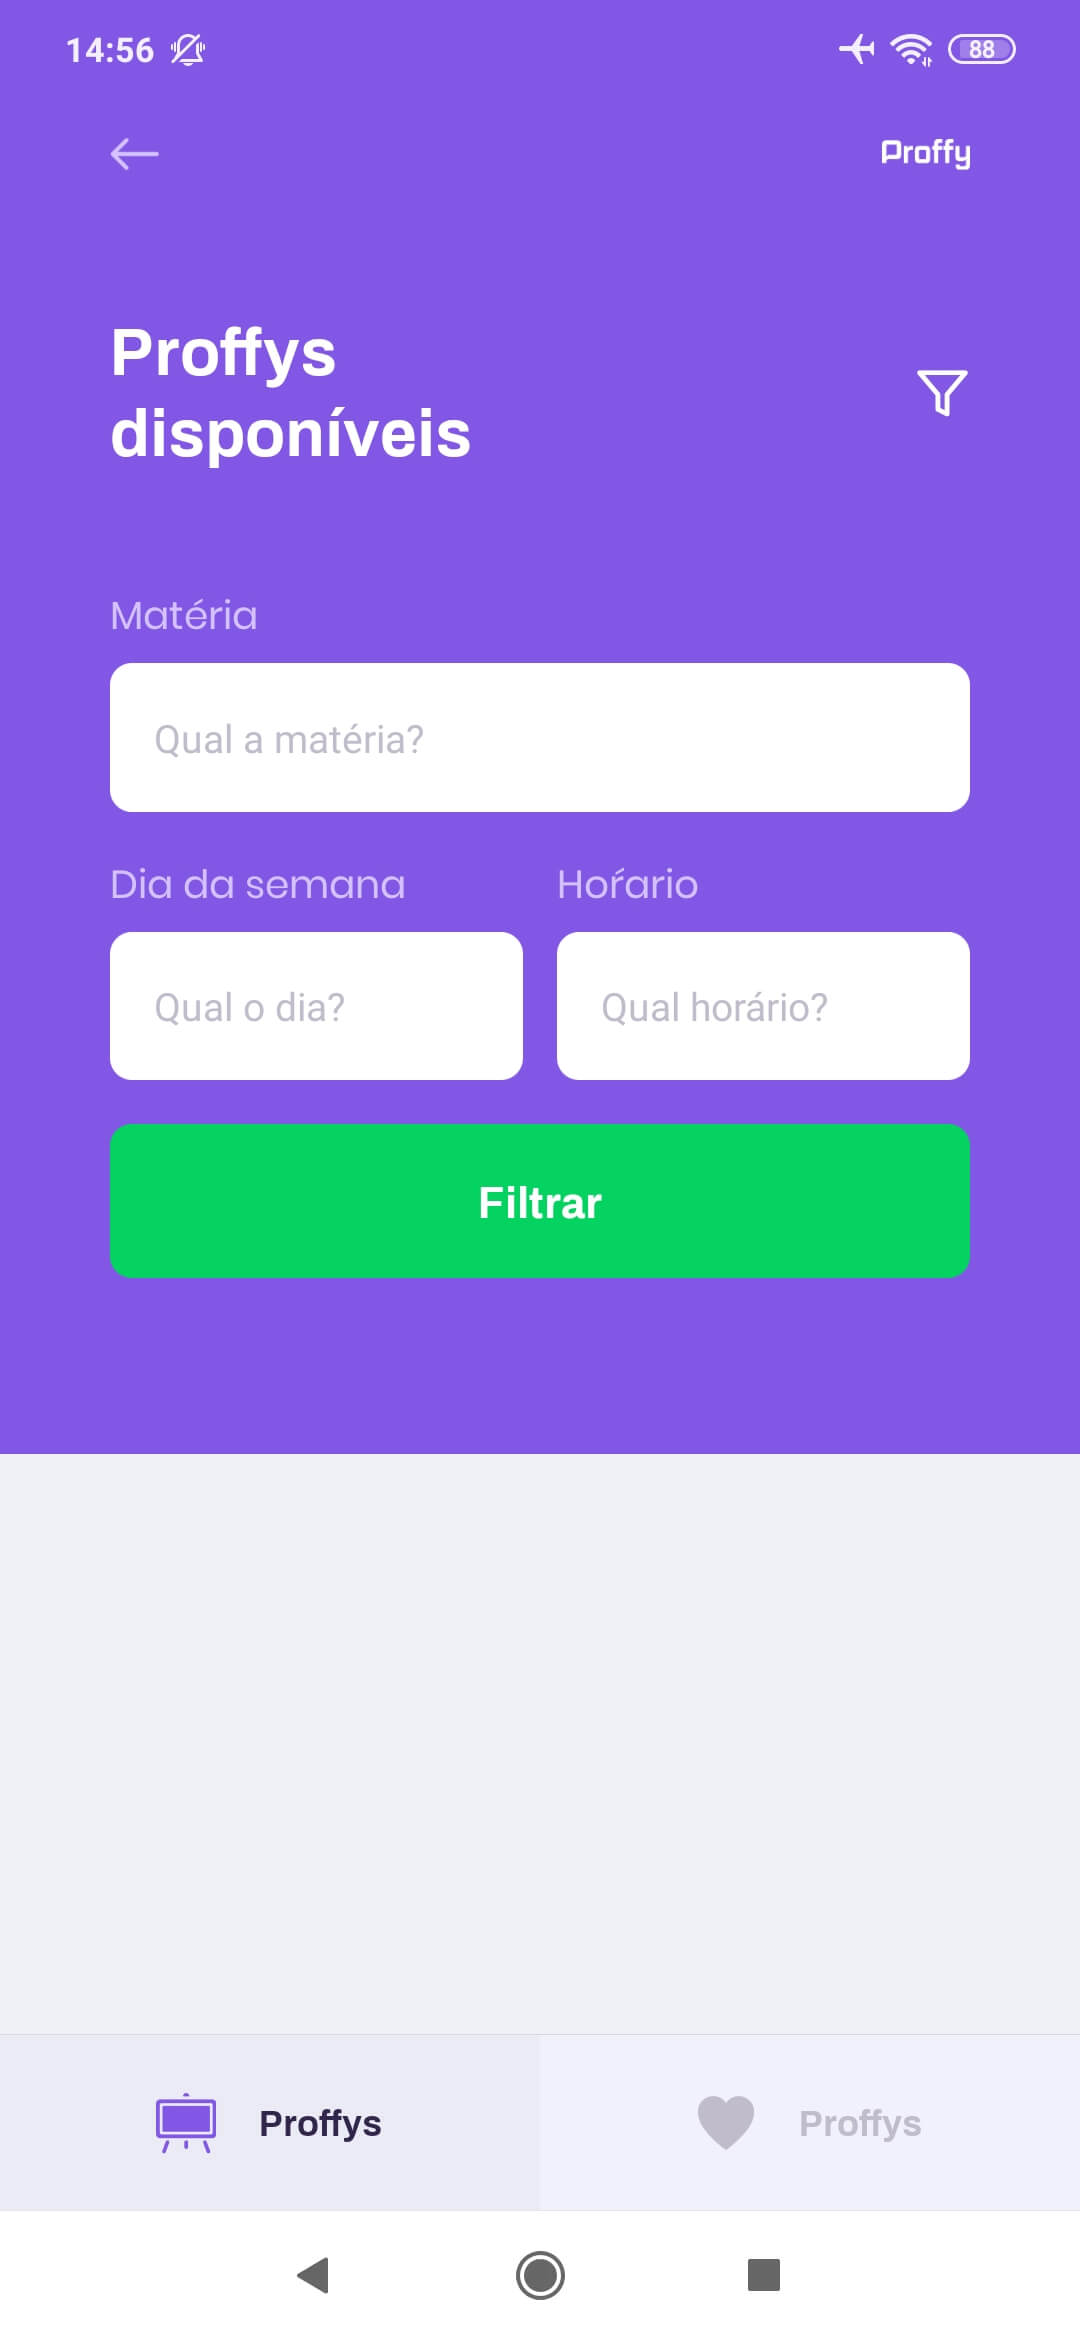 14:56
88
Proffy
Proffys
disponíveis
Matéria
Qual a matéria?
Dia da semana
Hoŕario
Qual o dia?
Qual horário?
Filtrar
Proffys
Proffys